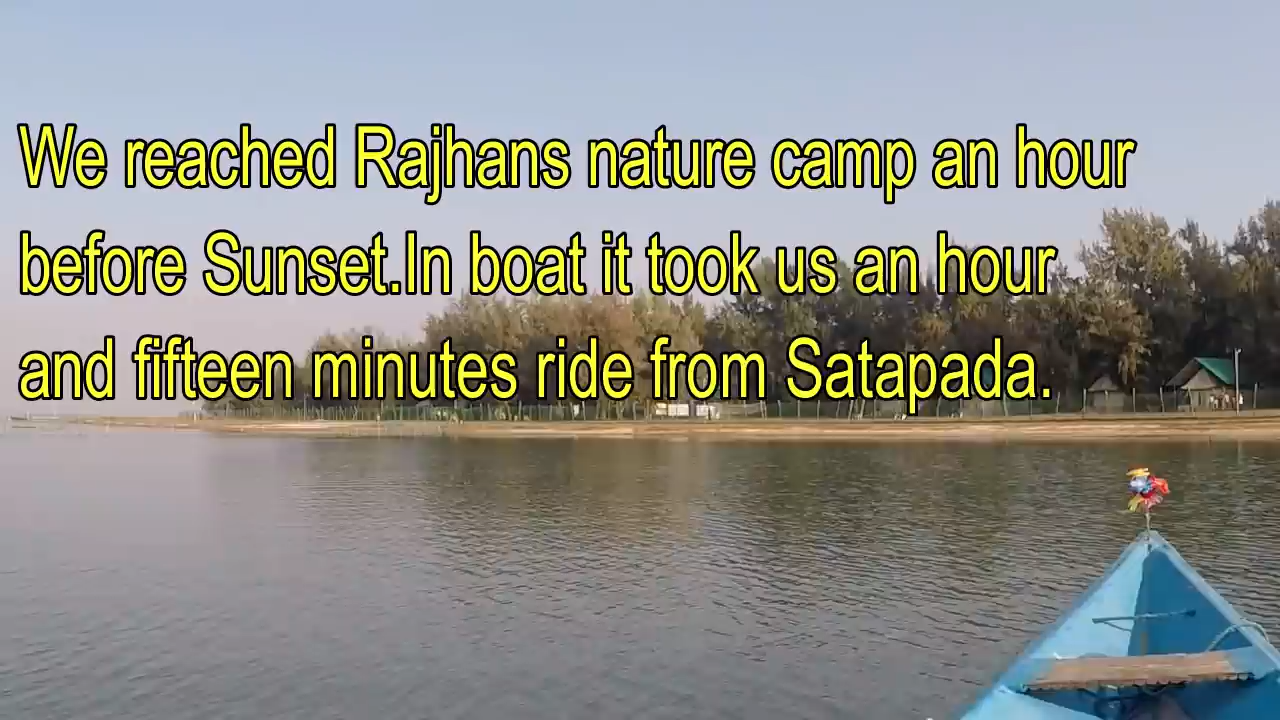 We reached Rajhans nature camp an hour
before Sunset.In boat it took us an hour
and fifteen minutes ride from Satapada.